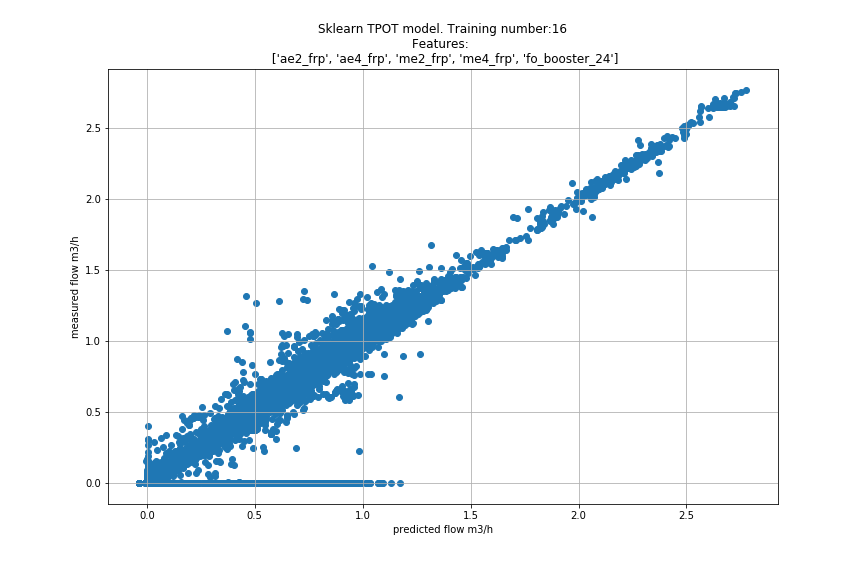 Sklearn TPOT model. Training number:16
Features:
['ae2_frp', 'ae4_frp', 'me2_frp', 'me4_frp', 'fo_booster_24']
measured flow m3/h
2.5
2.0
1.5
1.0
0.5
0.0
0.0 0.5 1.0 1.5 2.0 2.5
predicted flow m3/h